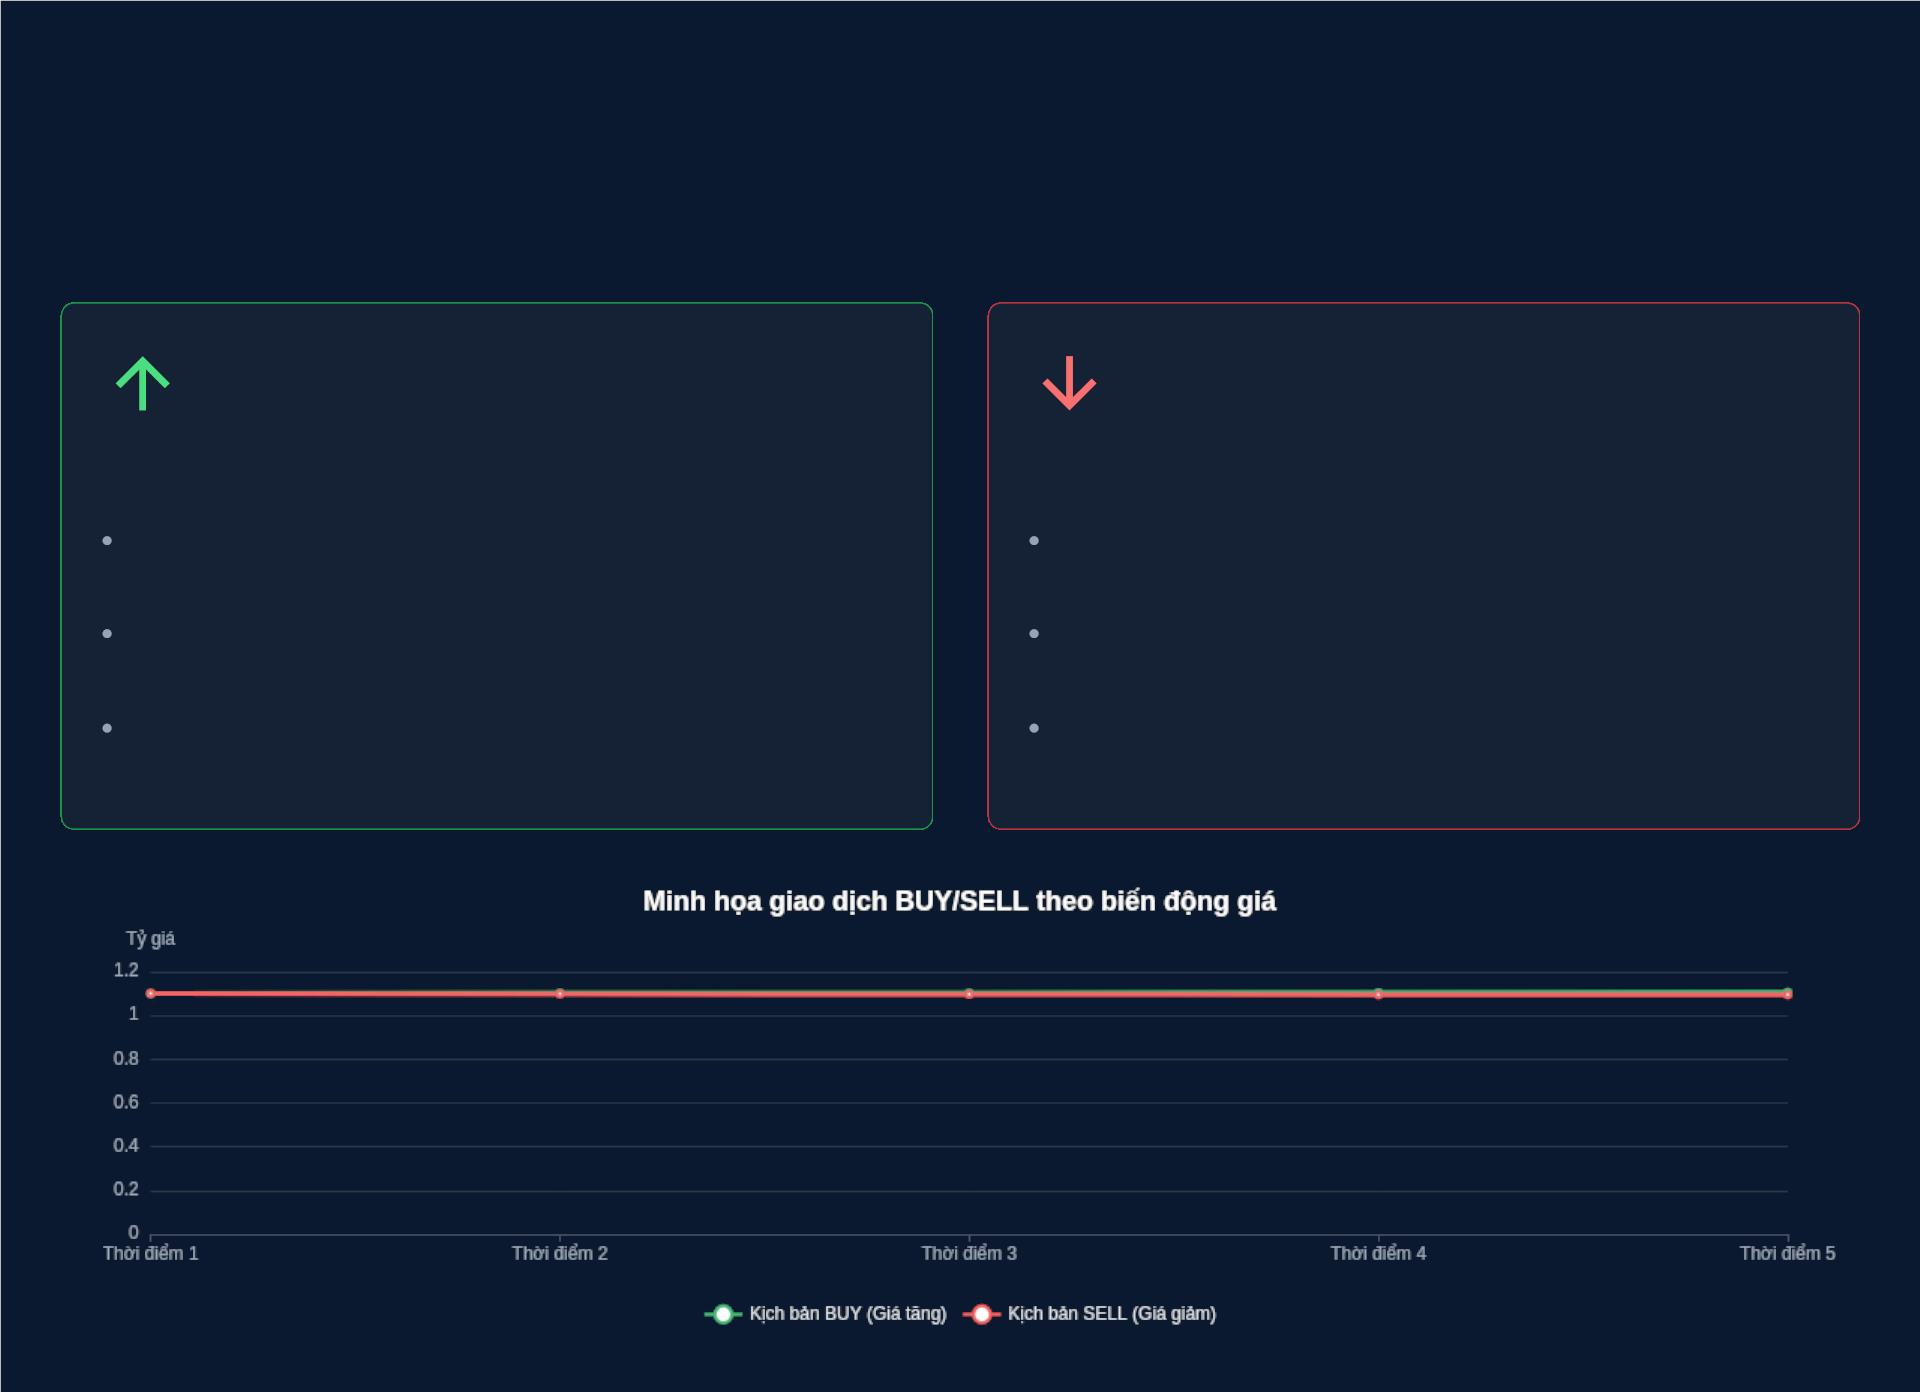 Minh họa giao dịch BUY/SELL theo biến động giá
Tỷ giá
1.2
1
0.8
0.6
0.4
0.2
0
Thời điểm 1 Thời điểm 2 Thời điểm 3 Thời điểm 4 Thời điểm 5
Kịch bản BUY (Giá tăng) Kịch bản SELL (Giá giảm)